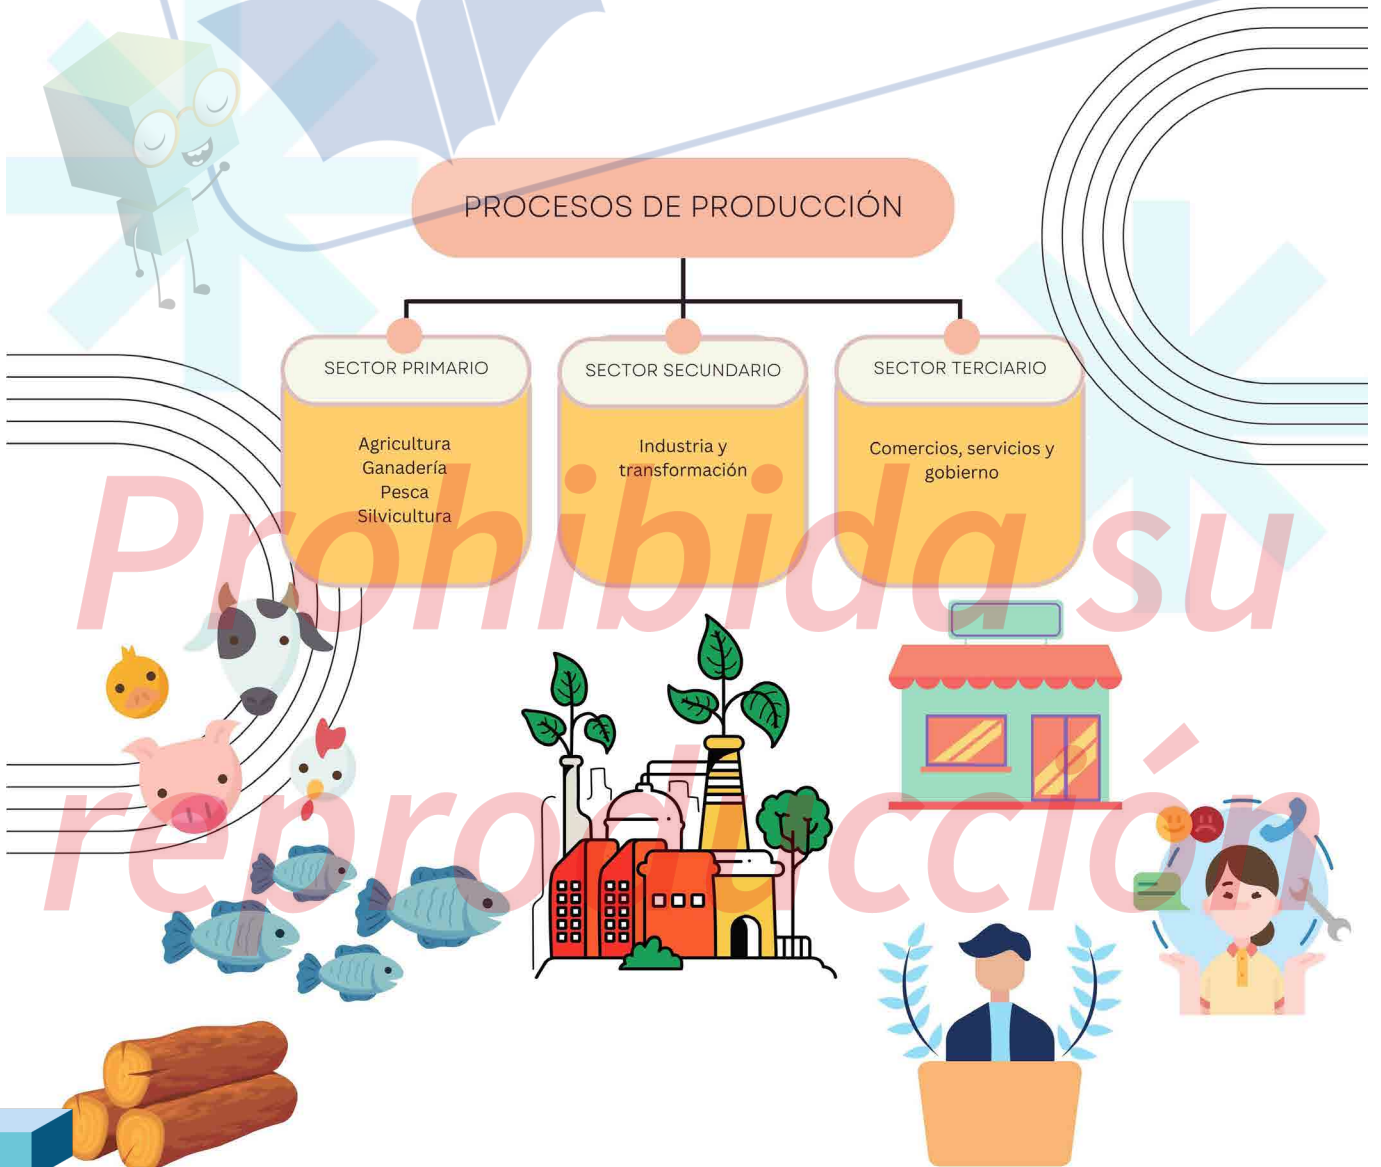 PROCESOS DE PRODUCCIÓN
SECTOR PRIMARIO
Agricultura
Ganadería
Pesca
Silvicultura
SECTOR SECUNDARIO
Industria y
transformación
SECTOR TERCIARIO
Comercios, servicios y
gobierno
Prohibida su
reproducción